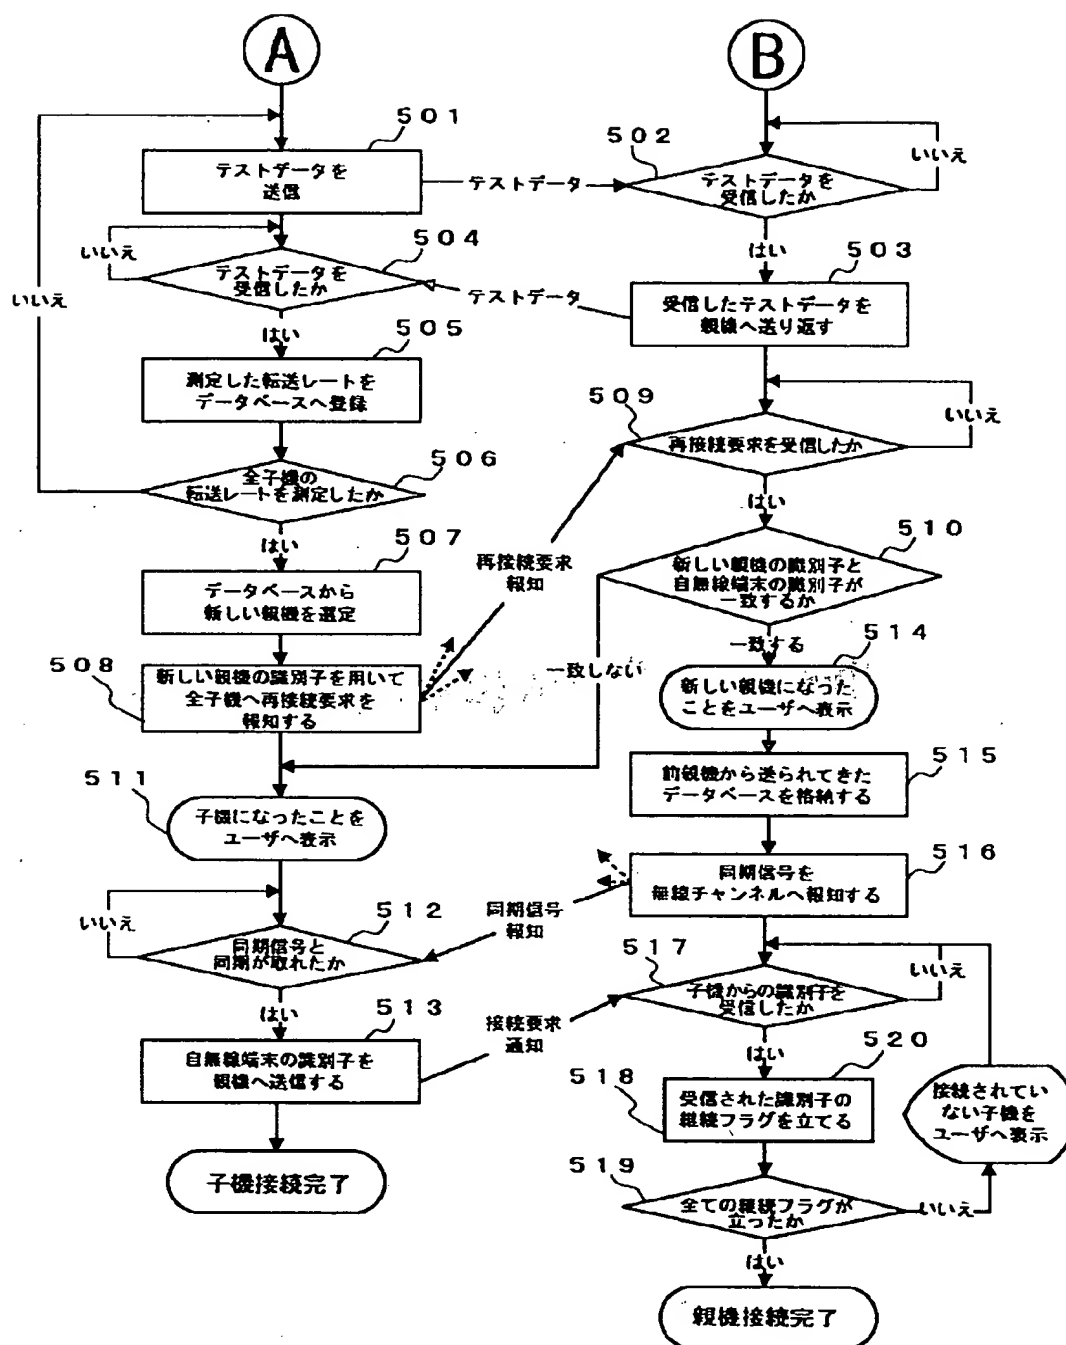 A
B
501
テストデータを
送信
テストデータ
502
テストデータを
受信したか
いいえ
はい
503
受信したテストデータを
親機へ送り返す
テストデータ
504
テストデータを
受信したか
いいえ
はい
505
測定した転送レートを
データベースへ登録
506
全子機の
転送レートを測定したか
いいえ
はい
507
データベースから
新しい親機を選定
508
新しい親機の識別子を用いて
全子機へ再接続要求を
報知する
再接続要求
報知
509
再接続要求を受信したか
いいえ
はい
510
新しい親機の識別子と
自無線端末の識別子が
一致するか
一致しない
一致する
511
子機になったことを
ユーザへ表示
514
新しい親機になった
ことをユーザへ表示
515
前親機から送られてきた
データベースを格納する
516
同期信号を
無線チャンネルへ報知する
同期信号
報知
512
同期信号と
同期が取れたか
いいえ
はい
513
自無線端末の識別子を
親機へ送信する
接続要求
通知
子機接続完了
517
子機からの識別子を
受信したか
いいえ
はい
520
518
受信された識別子の
継続フラグを立てる
接続されてい
ない子機を
ユーザへ表示
519
全ての継続フラグが
立ったか
いいえ
はい
親機接続完了